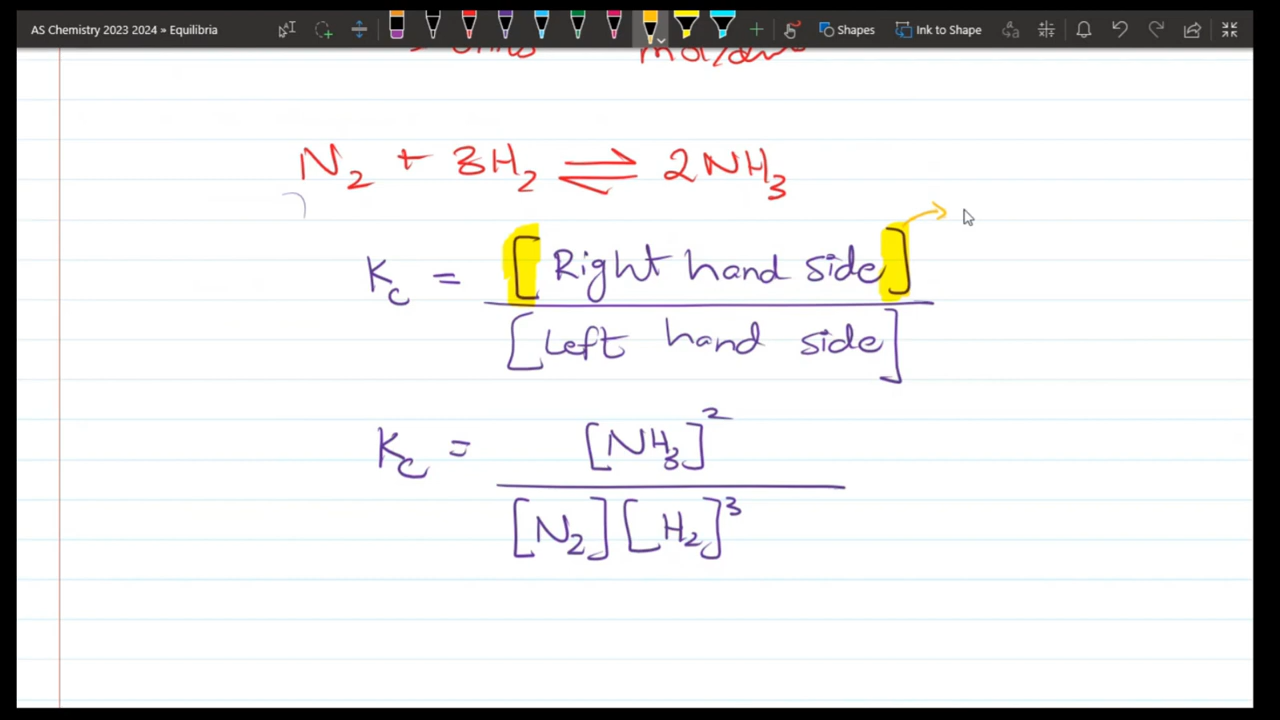 AS Chemistry 2023 2024 » Equilibria Shapes Ink to Shape
N₂ + 3H₂ ⇌ 2NH₃
Kc = [Right hand side]
[Left hand side]
Kc = [NH₃]²
[N₂] [H₂]³